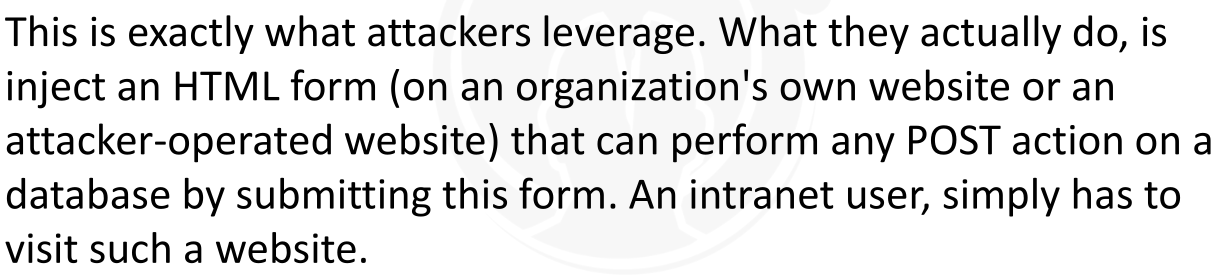 This is exactly what attackers leverage. What they actually do, is
inject an HTML form (on an organization's own website or an
attacker-operated website) that can perform any POST action on a
database by submitting this form. An intranet user, simply has to
visit such a website.